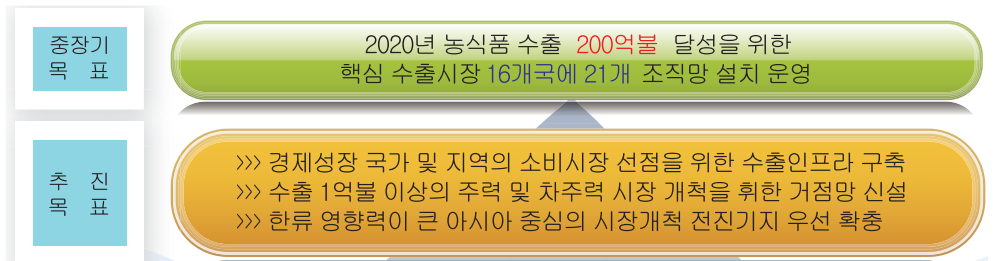 중장기
목 표
2020년 농식품 수출 200억불 달성을 위한
핵심 수출시장 16개국에 21개 조직망 설치 운영
추 진
목 표
>>> 경제성장 국가 및 지역의 소비시장 선점을 위한 수출인프라 구축
>>> 수출 1억불 이상의 주력 및 차주력 시장 개척을 휘한 거점망 신설
>>> 한류 영향력이 큰 아시아 중심의 시장개척 전진기지 우선 확충